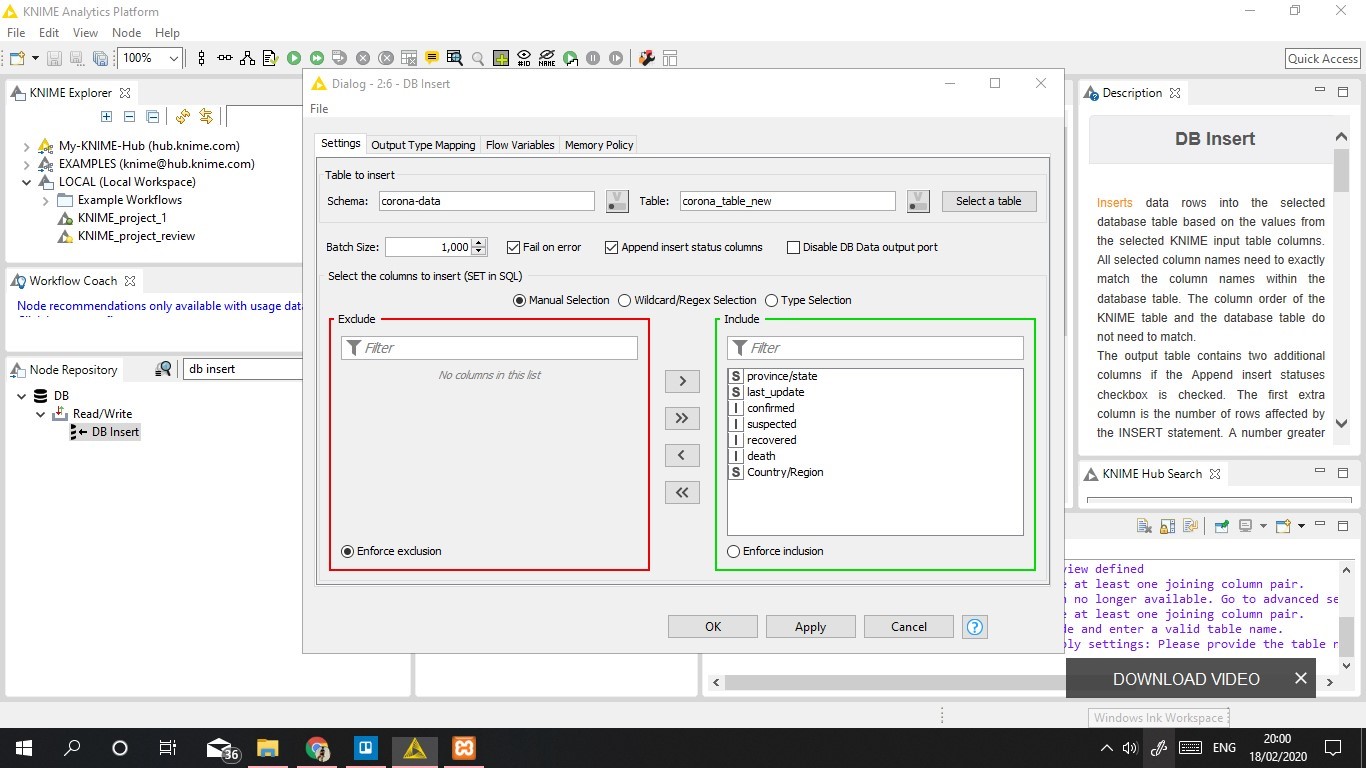 KNIME Analytics Platform
File Edit View Node Help
100%
#ID
NAME
Quick Access
KNIME Explorer
My-KNIME-Hub (hub.knime.com)
EXAMPLES (knime@hub.knime.com)
LOCAL (Local Workspace)
Example Workflows
KNIME_project_1
KNIME_project_review
Workflow Coach
Node recommendations only available with usage data
Node Repository
db insert
DB
Read/Write
DB Insert
Dialog - 2:6 - DB Insert
File
Settings Output Type Mapping Flow Variables Memory Policy
Table to insert
Schema: corona-data V Table: corona_table_new V Select a table
Batch Size: 1,000 Fail on error Append insert status columns Disable DB Data output port
Select the columns to insert (SET in SQL)
Manual Selection Wildcard/Regex Selection Type Selection
Exclude
Filter
No columns in this list
Enforce exclusion
>
>>
<
<<
Include
Filter
S province/state
S last_update
I confirmed
I suspected
I recovered
I death
S Country/Region
Enforce inclusion
OK Apply Cancel ?
Description
DB Insert
Inserts data rows into the selected
database table based on the values from
the selected KNIME input table columns.
All selected column names need to exactly
match the column names within the
database table. The column order of the
KNIME table and the database table do
not need to match.
The output table contains two additional
columns if the Append insert statuses
checkbox is checked. The first extra
column is the number of rows affected by
the INSERT statement. A number greater
KNIME Hub Search
view defined
e at least one joining column pair.
n no longer available. Go to advanced se
e at least one joining column pair.
de and enter a valid table name.
ply settings: Please provide the table n
DOWNLOAD VIDEO
Windows Ink Workspace
36
ENG
20:00
18/02/2020